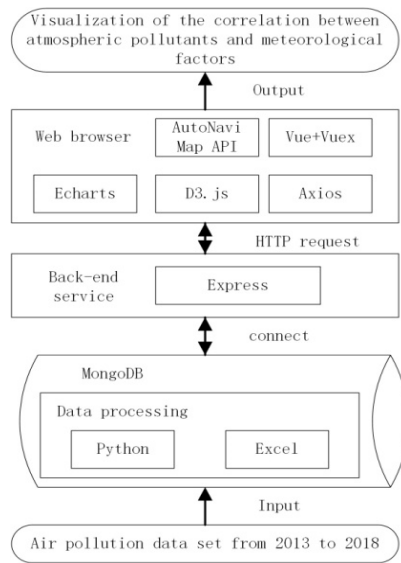 Visualization of the correlation between
atmospheric pollutants and meteorological
factors
Output
Web browser
AutoNavi
Map API
Vue+Vuex
Echarts
D3.js
Axios
HTTP request
Back-end
service
Express
connect
MongoDB
Data processing
Python
Excel
Input
Air pollution data set from 2013 to 2018